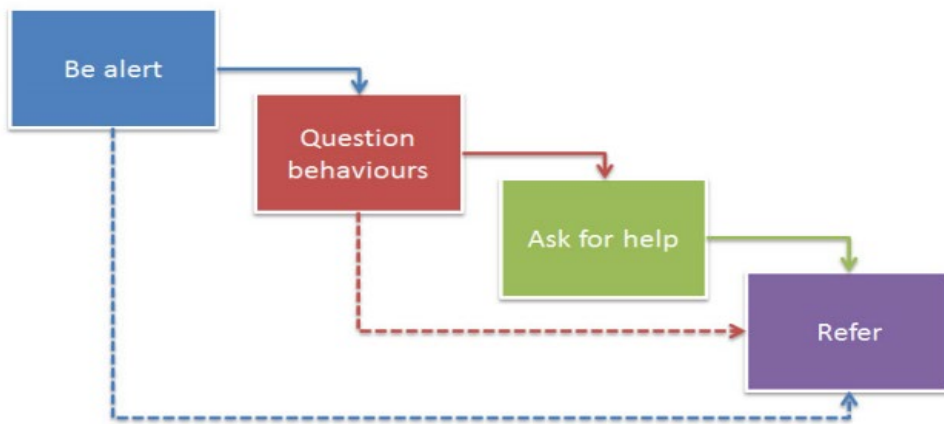 Be alert
Question
behaviours
Ask for help
Refer